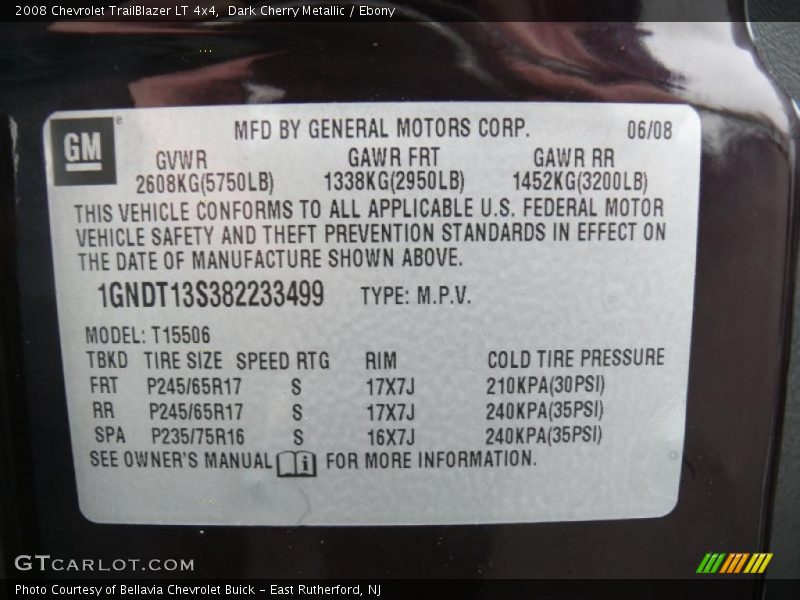 2008 Chevrolet TrailBlazer LT 4x4, Dark Cherry Metallic / Ebony
GM MFD BY GENERAL MOTORS CORP. 06/08
GVWR GAWR FRT GAWR RR
2608KG(5750LB) 1338KG(2950LB) 1452KG(3200LB)
THIS VEHICLE CONFORMS TO ALL APPLICABLE U.S. FEDERAL MOTOR
VEHICLE SAFETY AND THEFT PREVENTION STANDARDS IN EFFECT ON
THE DATE OF MANUFACTURE SHOWN ABOVE.
1GNDT13S382233499 TYPE: M.P.V.
MODEL: T15506
TBKD TIRE SIZE SPEED RTG RIM COLD TIRE PRESSURE
FRT P245/65R17 S 17X7J 210KPA(30PSI)
RR P245/65R17 S 17X7J 240KPA(35PSI)
SPA P235/75R16 S 16X7J 240KPA(35PSI)
SEE OWNER'S MANUAL i FOR MORE INFORMATION.
GTCARLOT.COM
Photo Courtesy of Bellavia Chevrolet Buick - East Rutherford, NJ